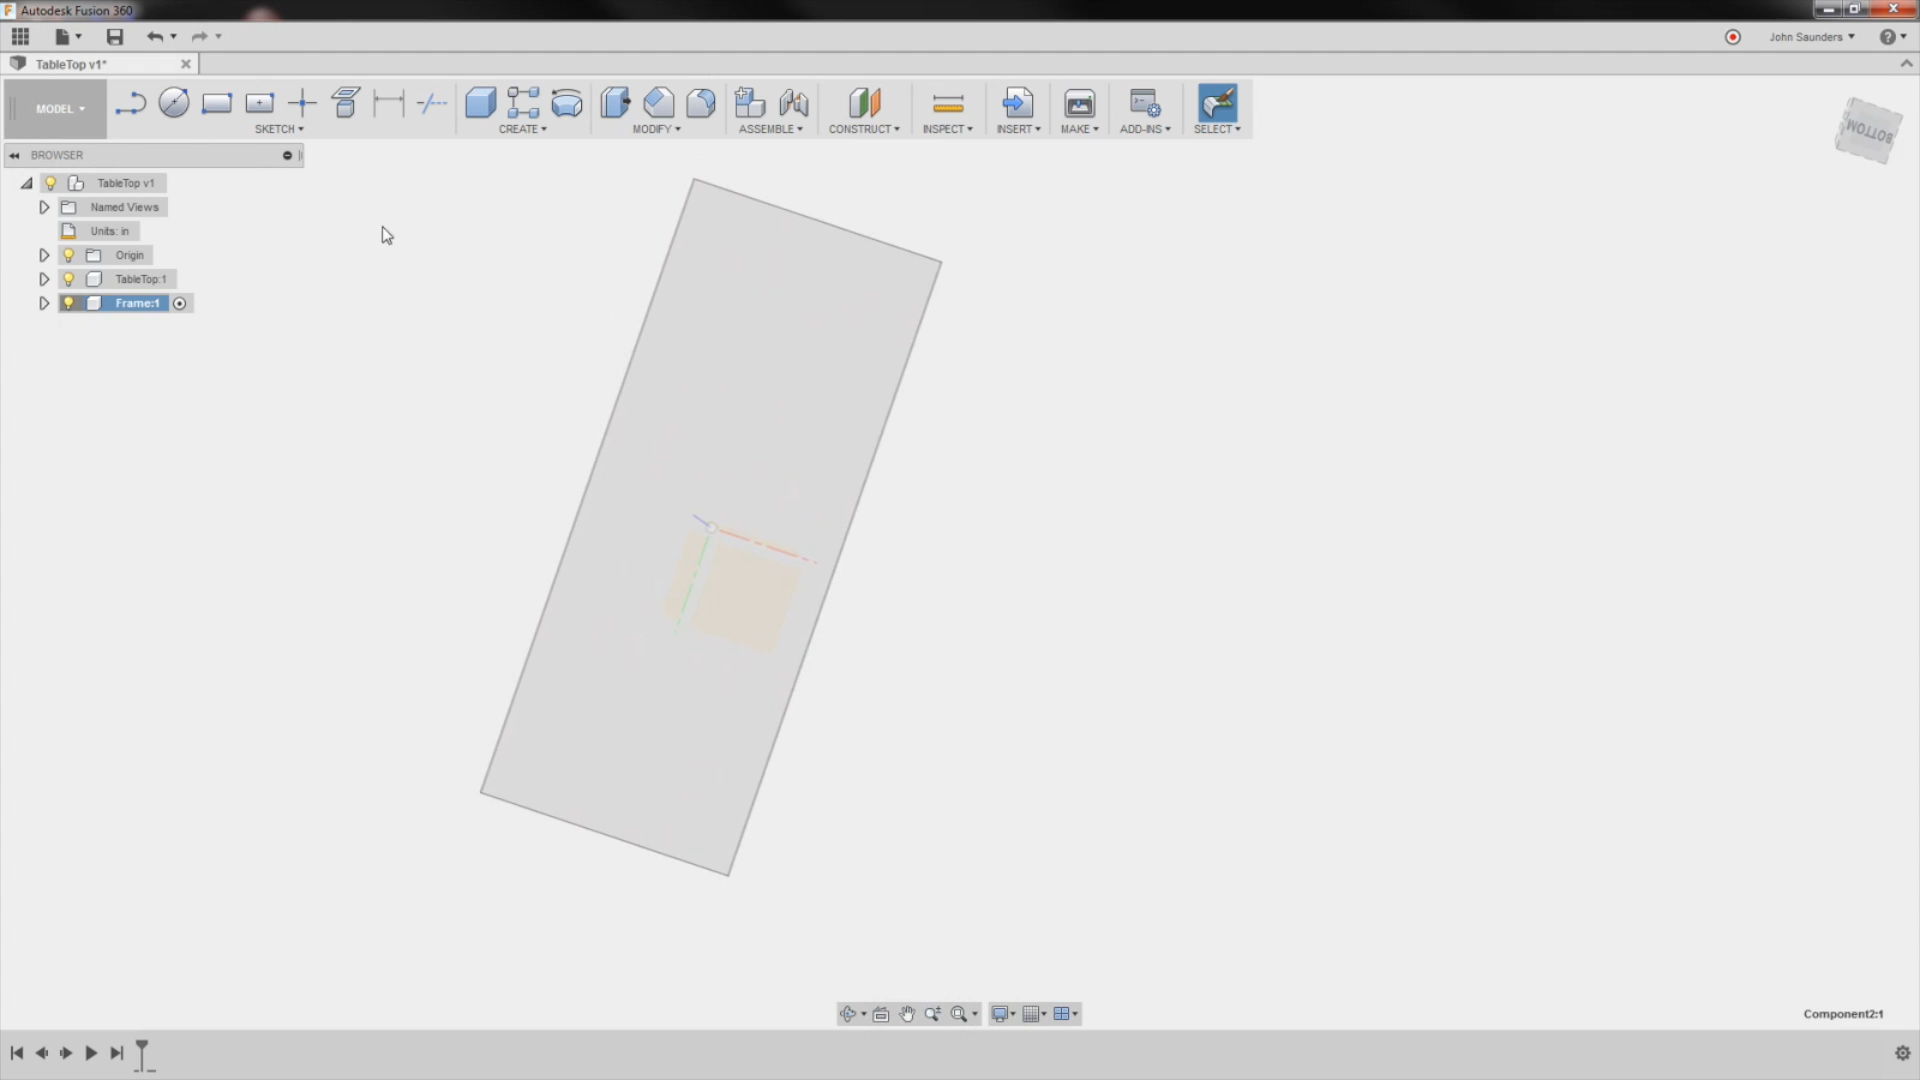 Autodesk Fusion 360
John Saunders
TableTop v1*
MODEL
SKETCH
CREATE
MODIFY
ASSEMBLE
CONSTRUCT
INSPECT
INSERT
MAKE
ADD-INS
SELECT
BOTTOM
BROWSER
TableTop v1
Named Views
Units: in
Origin
TableTop:1
Frame:1
Component2:1